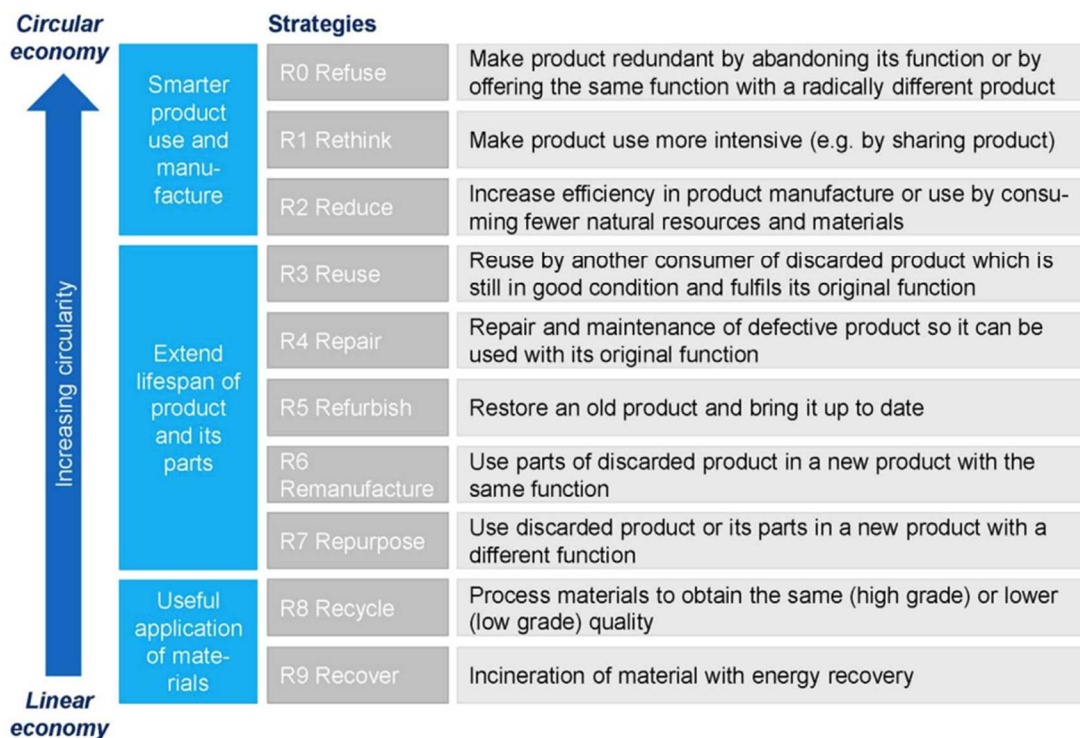 Circular
economy
Strategies
Increasing circularity
Smarter
product
use and
manu-
facture
R0 Refuse
Make product redundant by abandoning its function or by
offering the same function with a radically different product
R1 Rethink
Make product use more intensive (e.g. by sharing product)
R2 Reduce
Increase efficiency in product manufacture or use by consu-
ming fewer natural resources and materials
Extend
lifespan of
product
and its
parts
R3 Reuse
Reuse by another consumer of discarded product which is
still in good condition and fulfils its original function
R4 Repair
Repair and maintenance of defective product so it can be
used with its original function
R5 Refurbish
Restore an old product and bring it up to date
R6
Remanufacture
Use parts of discarded product in a new product with the
same function
R7 Repurpose
Use discarded product or its parts in a new product with a
different function
Useful
application
of mate-
rials
R8 Recycle
Process materials to obtain the same (high grade) or lower
(low grade) quality
R9 Recover
Incineration of material with energy recovery
Linear
economy